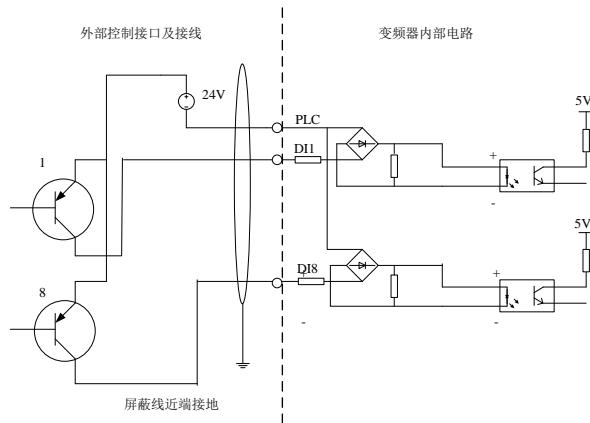 外部控制接口及接线
变频器内部电路
24V
PLC
5V
1
DI1
+
-
5V
8
DI8
+
-
+
-
屏蔽线近端接地